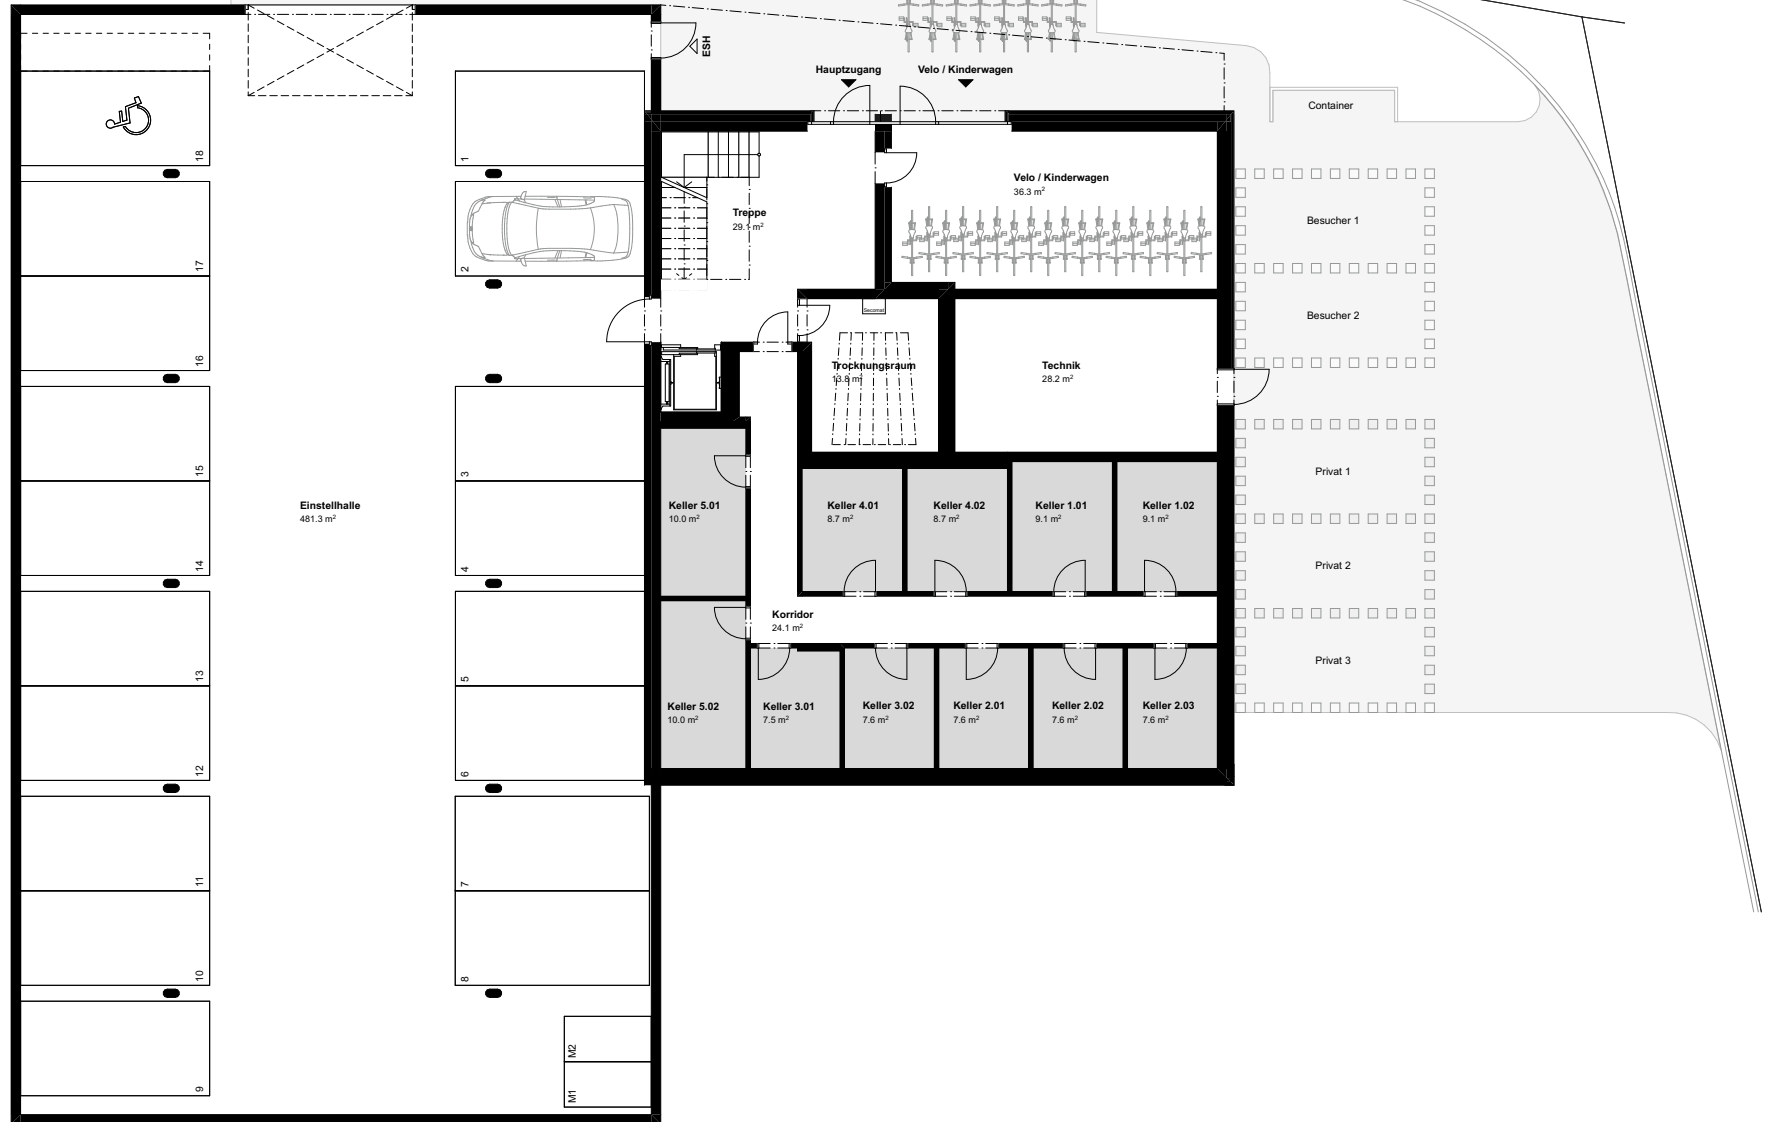 ESH
Hauptzugang
Velo / Kinderwagen
Container
18
1
Velo / Kinderwagen
36.3 m²
Treppe
29.1 m²
Besucher 1
17
2
Secomat
Besucher 2
16
Trocknungsraum
13.8 m²
Technik
28.2 m²
15
3
Privat 1
Einstellhalle
481.3 m²
Keller 5.01
10.0 m²
Keller 4.01
8.7 m²
Keller 4.02
8.7 m²
Keller 1.01
9.1 m²
Keller 1.02
9.1 m²
14
4
Privat 2
Korridor
24.1 m²
13
5
Privat 3
Keller 5.02
10.0 m²
Keller 3.01
7.5 m²
Keller 3.02
7.6 m²
Keller 2.01
7.6 m²
Keller 2.02
7.6 m²
Keller 2.03
7.6 m²
12
6
11
7
10
8
M2
9
M1